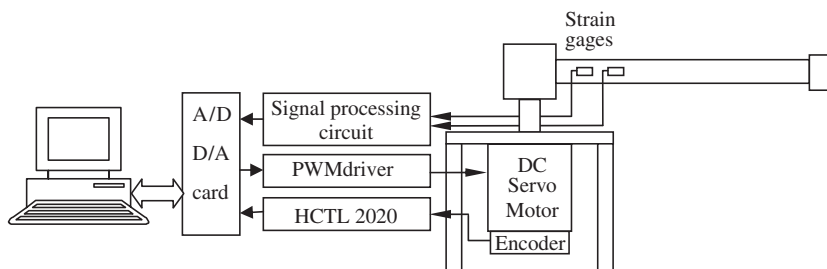 Strain
gages
A/D
D/A
card
Signal processing
circuit
PWMdriver
HCTL 2020
DC
Servo
Motor
Encoder